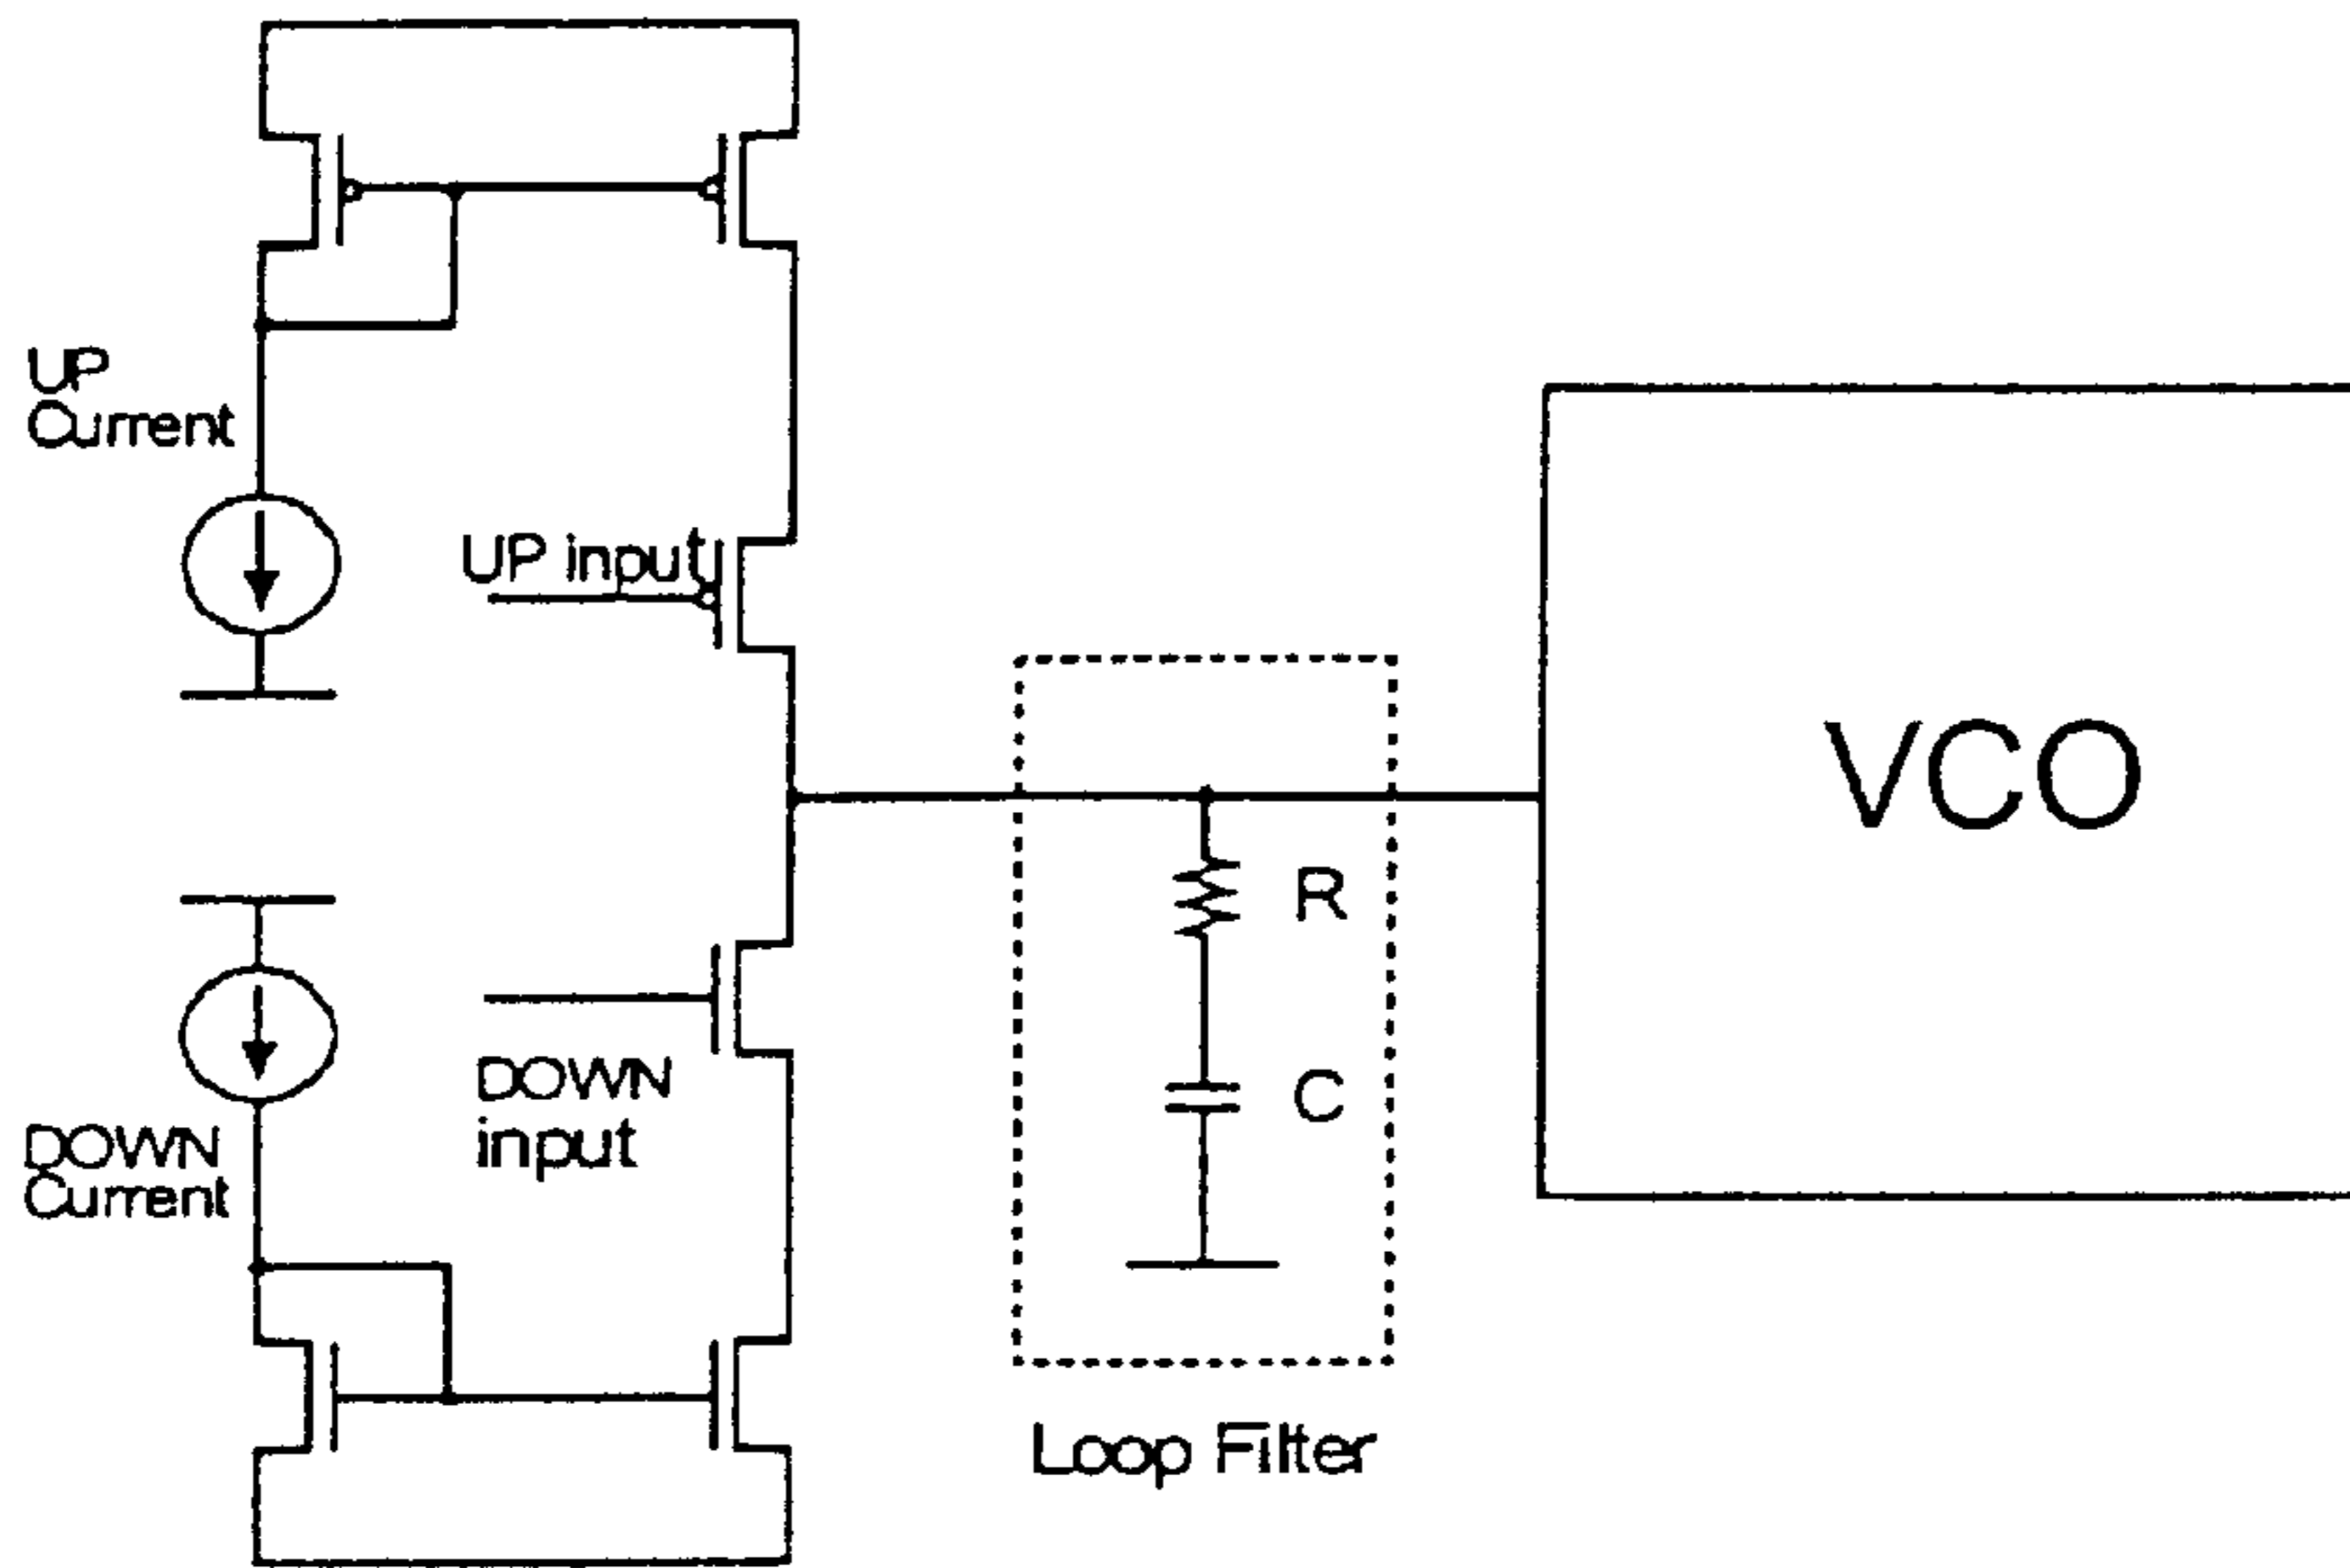 UP
Current
UP input
VCO
R
C
DOWN
input
DOWN
Current
Loop Filter